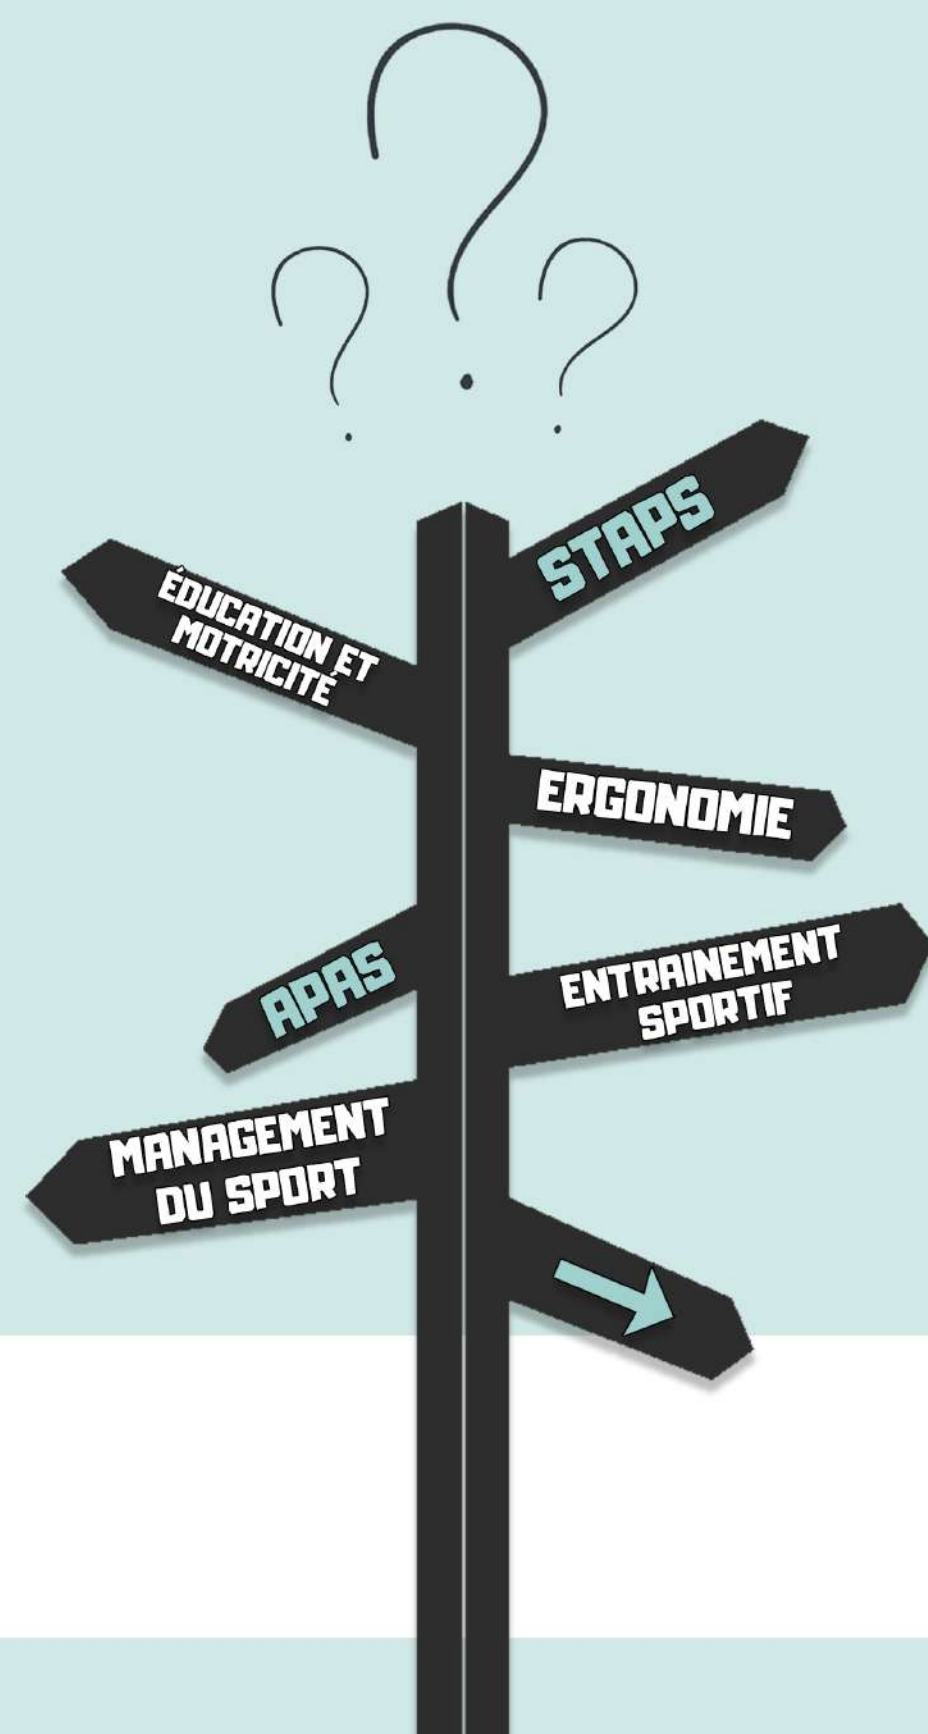 STAPS
ÉDUCATION ET
MOTRICITÉ
ERGONOMIE
APAS
ENTRAINEMENT
SPORTIF
MANAGEMENT
DU SPORT